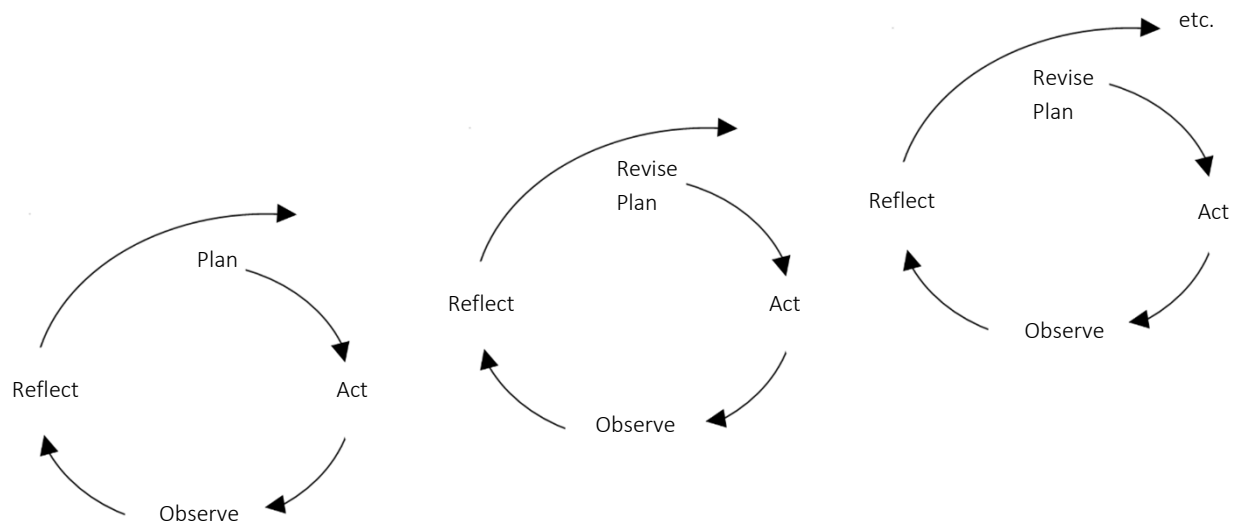 Plan
Act
Observe
Reflect
Revise
Plan
Act
Observe
Reflect
Revise
Plan
Act
Observe
Reflect
etc.